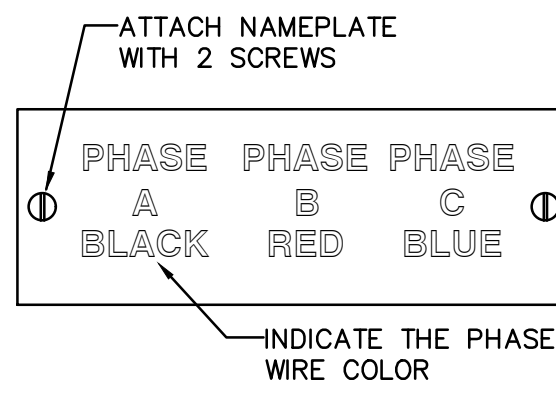 ATTACH NAMEPLATE
WITH 2 SCREWS
PHASE PHASE PHASE
A B C
BLACK RED BLUE
INDICATE THE PHASE
WIRE COLOR